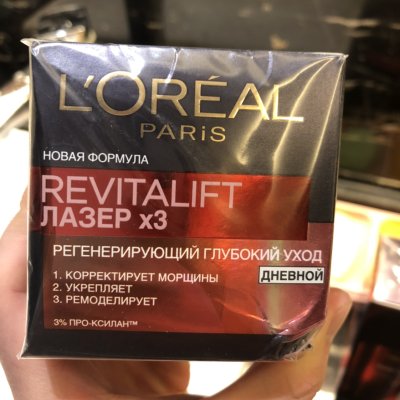 L'ORÉAL
PARIS
НОВАЯ ФОРМУЛА
REVITALIFT
ЛАЗЕР х3
РЕГЕНЕРИРУЮЩИЙ ГЛУБОКИЙ УХОД
ДНЕВНОЙ
1. КОРРЕКТИРУЕТ МОРЩИНЫ
2. УКРЕПЛЯЕТ
3. РЕМОДЕЛИРУЕТ
3% ПРО-КСИЛАН™